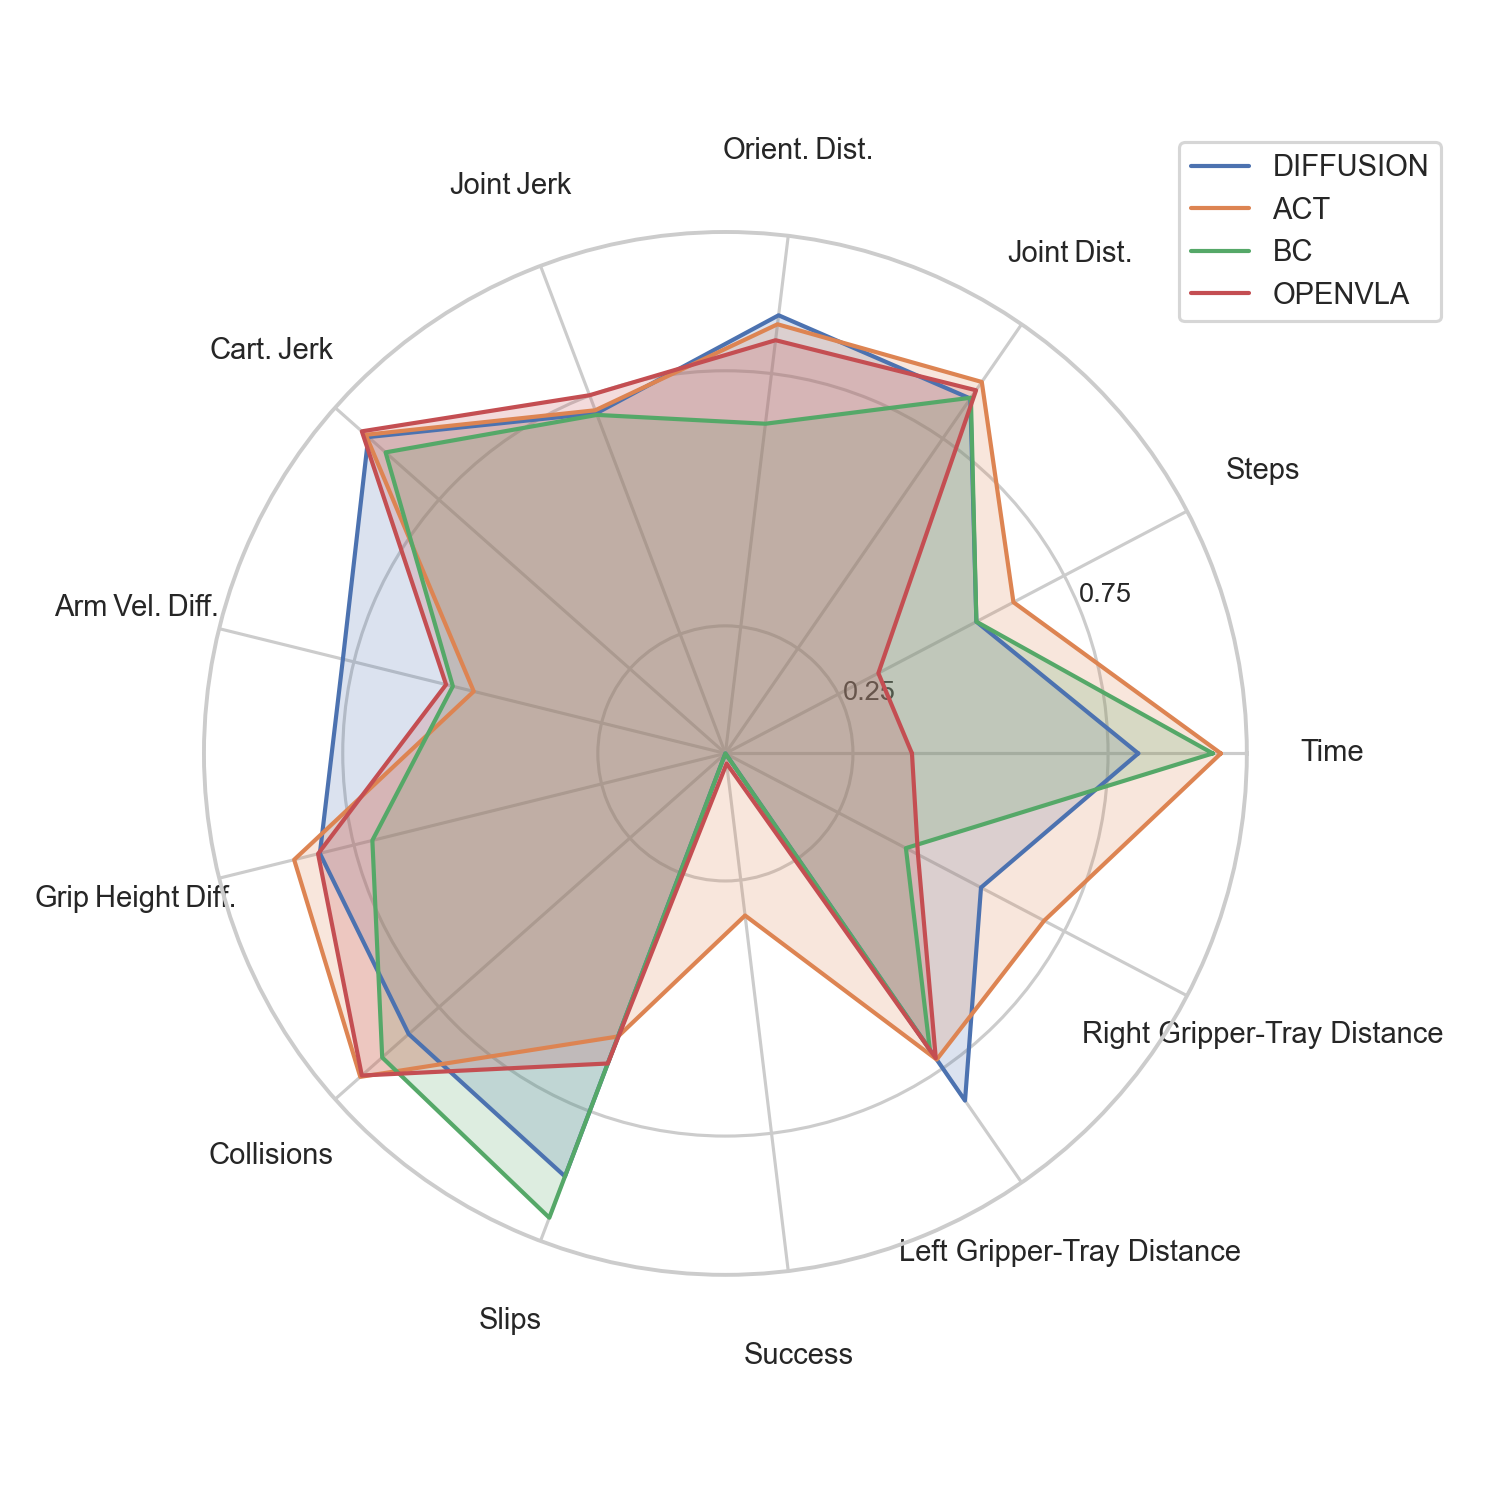 Orient. Dist.
Joint Jerk
Joint Dist.
Cart. Jerk
Steps
Arm Vel. Diff.
0.75
0.25
Time
Grip Height Diff.
Right Gripper-Tray Distance
Collisions
Left Gripper-Tray Distance
Slips
Success
DIFFUSION
ACT
BC
OPENVLA